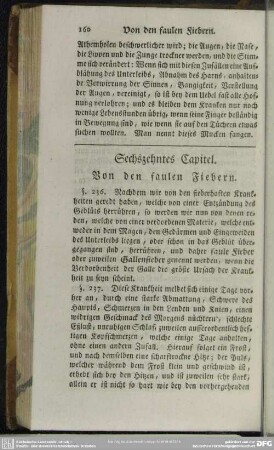 160 Von den faulen Fiebern.
Athemholen beschwerlicher wird; die Augen, die Nase,
die Lippen und die Zunge trockner werden; und die Stim-
me sich verändert: Wenn sich mit diesen Zufällen eine Auf-
blähung des Unterleibs, Abnahm des Harns, anhalten-
de Verwirrung der Sinnen, Bangigkeit, Verstellung
der Augen, vereinigt, so ist bey dem Uebel fast alle Hoff-
nung verlohren; und es bleiben dem Kranken nur noch
wenige Lebensstunden übrig, wenn seine Finger beständig
in Bewegung sind, wie wenn sie auf den Tüchern etwas
suchen wollten. Man nennt dieses Mucken fangen.
Sechszehntes Capitel.
Von den faulen Fiebern.
§. 236. Nachdem wir von den fieberhaften Krank-
heiten geredt haben, welche von einer Entzündung des
Geblüts herrühren, so werden wir nun von denen re-
den, welche von einer verdorbenen Materie, welche ent-
weder in dem Magen, den Gedärmen und Eingeweiden
des Unterleibs liegen, oder schon in das Geblüt über-
gegangen sind, herrühren, und daher faule Fieber
oder zuweilen Gallenfieber genennt werden, wenn die
Verdorbenheit der Galle die größte Ursach der Krank-
heit zu seyn scheint.
§. 237. Diese Krankheit meldet sich einige Tage vor-
her an, durch eine starke Abmattung, Schwere des
Haupts, Schmerzen in den Lenden und Knien, einen
widrigen Geschmack des Morgens nüchtern, schlechte
Eßlust, unruhigen Schlaf, zuweilen ausserordentlich hef-
tigen Kopfschmerzen, welche einige Tage anhalten,
ohne einen andern Zufall. Hierauf folget ein Frost,
und nach demselben eine scharftrockne Hitze; der Puls,
welcher während dem Frost klein und geschwind ist,
erhebt sich bey den Hitzen, und ist zuweilen sehr stark,
allein er ist nicht so hart wie bey den vorhergehenden